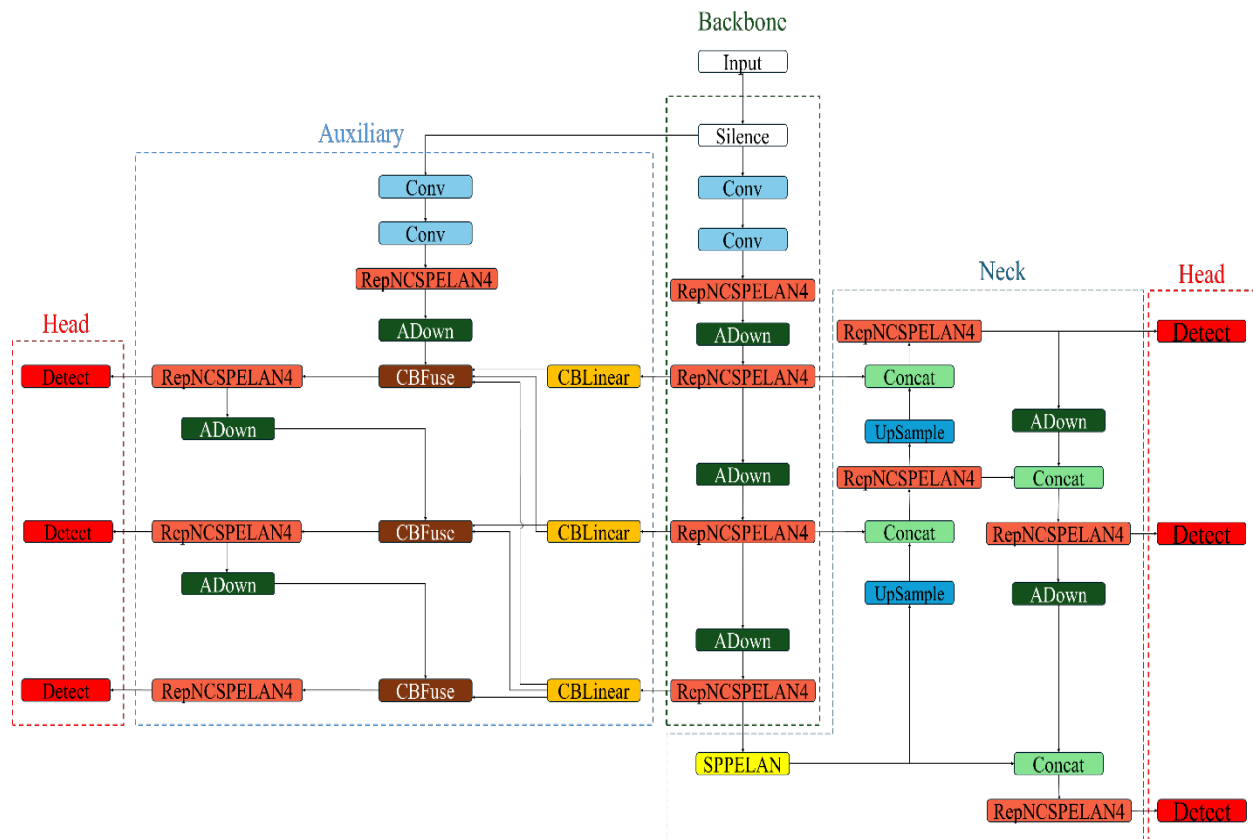 Backbone
Input
Auxiliary
Silence
Conv
Conv
Conv
Conv
RepNCSPELAN4
RepNCSPELAN4
Neck
Head
Head
ADown
ADown
RepNCSPELAN4
Detect
Detect
RepNCSPELAN4
CBFuse
CBLinear
RepNCSPELAN4
Concat
ADown
UpSample
ADown
ADown
RepNCSPELAN4
Concat
Detect
RepNCSPELAN4
CBFuse
CBLinear
RepNCSPELAN4
Concat
RepNCSPELAN4
Detect
ADown
UpSample
ADown
ADown
Detect
RepNCSPELAN4
CBFuse
CBLinear
RepNCSPELAN4
SPPELAN
Concat
RepNCSPELAN4
Detect